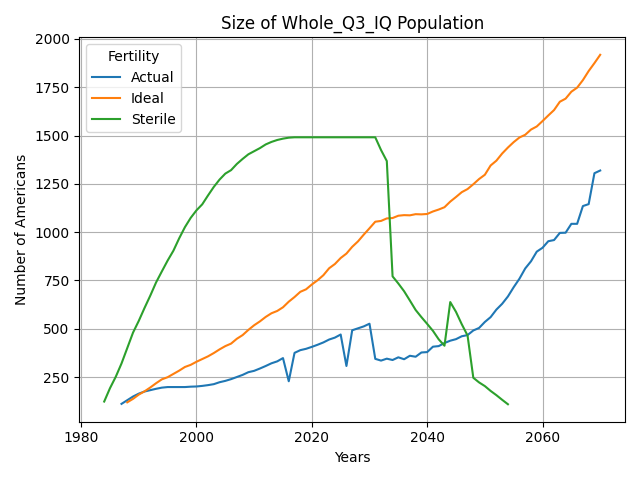 Size of Whole_Q3_IQ Population
Number of Americans
2000
1750
1500
1250
1000
750
500
250
Fertility
Actual
Ideal
Sterile
1980
2000
2020
2040
2060
Years